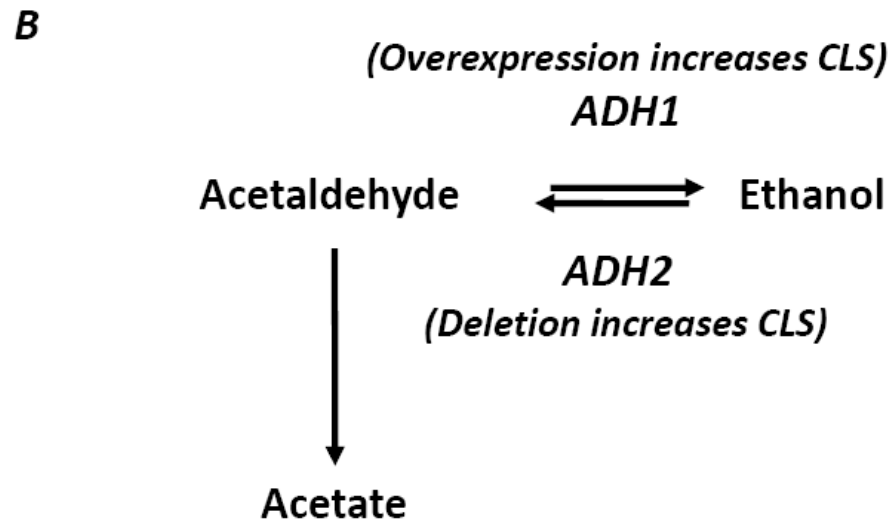 B
(Overexpression increases CLS)
ADH1
Acetaldehyde
Ethanol
ADH2
(Deletion increases CLS)
Acetate